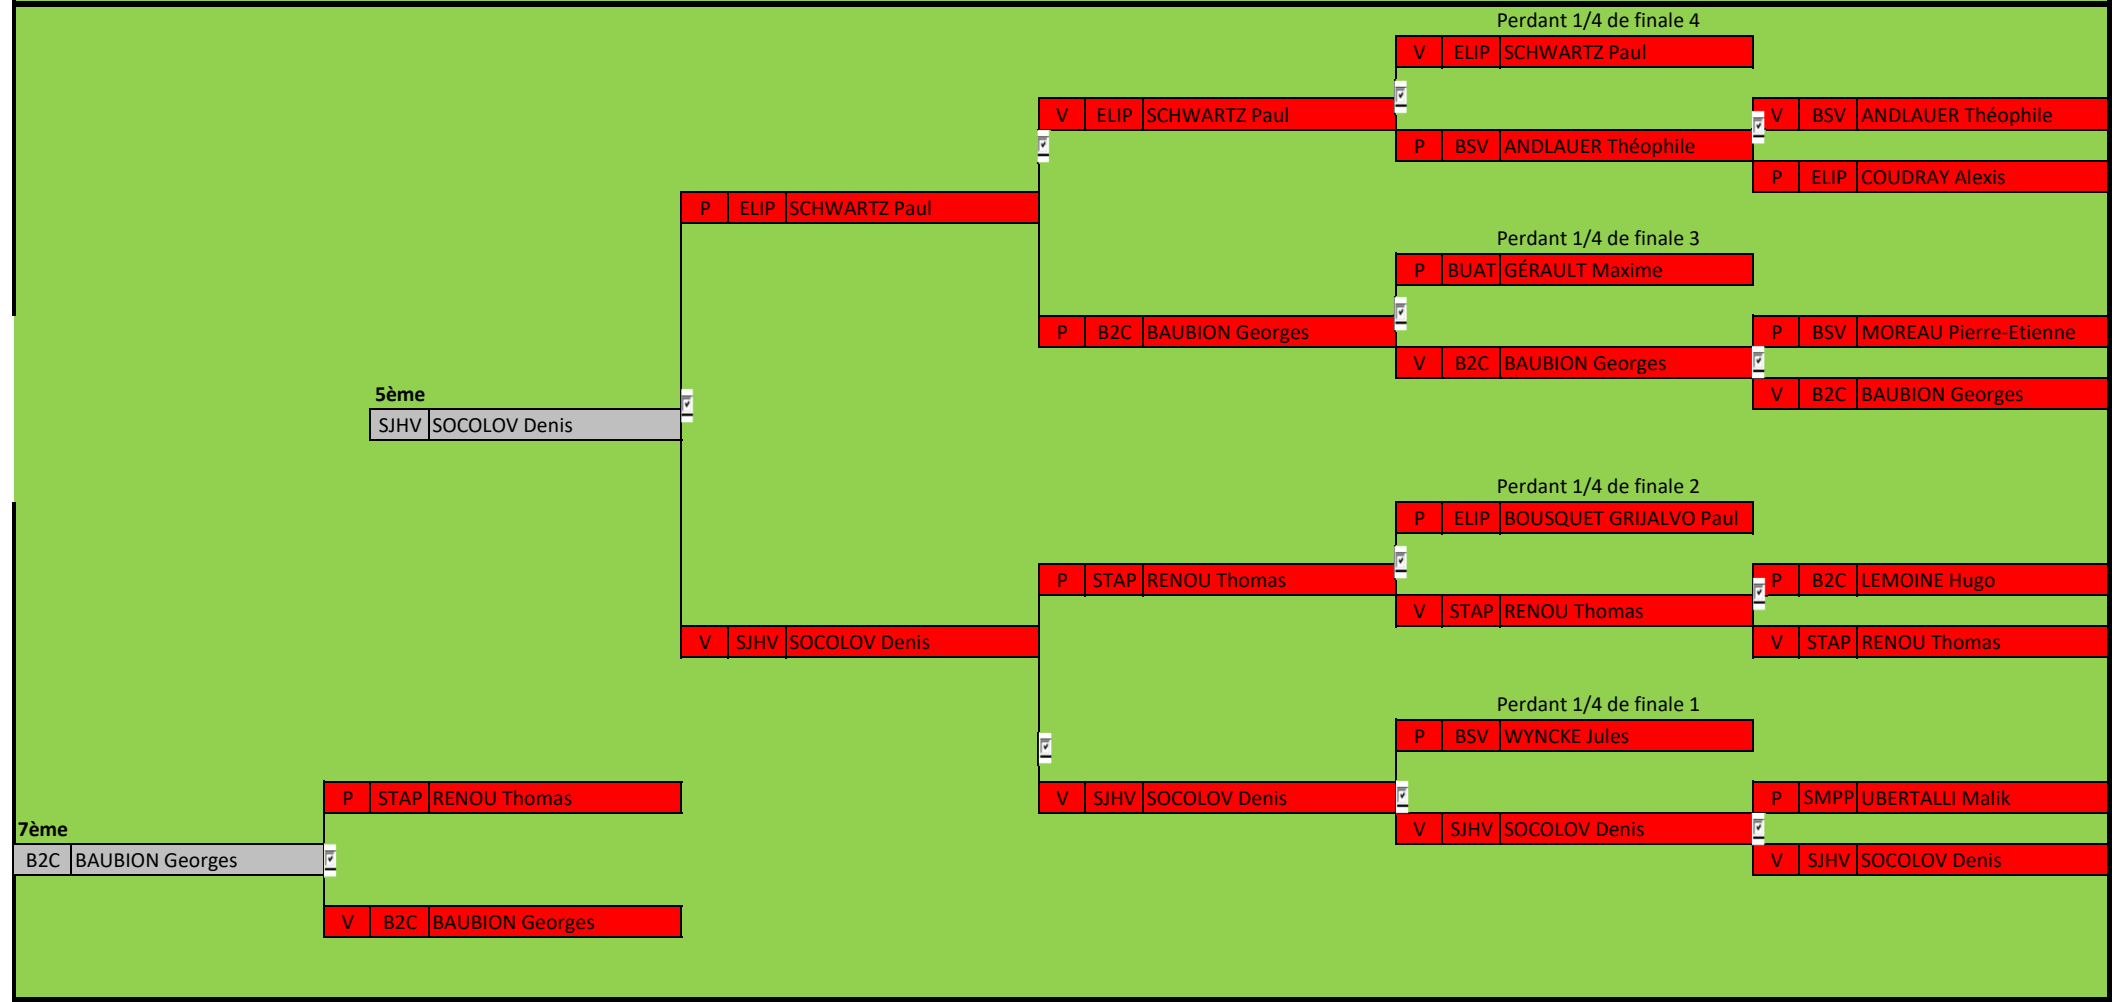 Perdant 1/4 de finale 4
V ELIP SCHWARTZ Paul
V ELIP SCHWARTZ Paul
V BSV ANDLAUER Théophile
P BSV ANDLAUER Théophile
P ELIP COUDRAY Alexis
P ELIP SCHWARTZ Paul
Perdant 1/4 de finale 3
P BUAT GÉRAULT Maxime
P B2C BAUBION Georges
P BSV MOREAU Pierre-Etienne
V B2C BAUBION Georges
5ème
V B2C BAUBION Georges
SJHV SOCOLOV Denis
Perdant 1/4 de finale 2
P ELIP BOUSQUET GRIJALVO Paul
P STAP RENOU Thomas
P B2C LEMOINE Hugo
V STAP RENOU Thomas
V SJHV SOCOLOV Denis
V STAP RENOU Thomas
Perdant 1/4 de finale 1
P BSV WYNCKE Jules
P STAP RENOU Thomas
V SJHV SOCOLOV Denis
P SMPP UBERTALLI Malik
7ème
V SJHV SOCOLOV Denis
B2C BAUBION Georges
V SJHV SOCOLOV Denis
V B2C BAUBION Georges